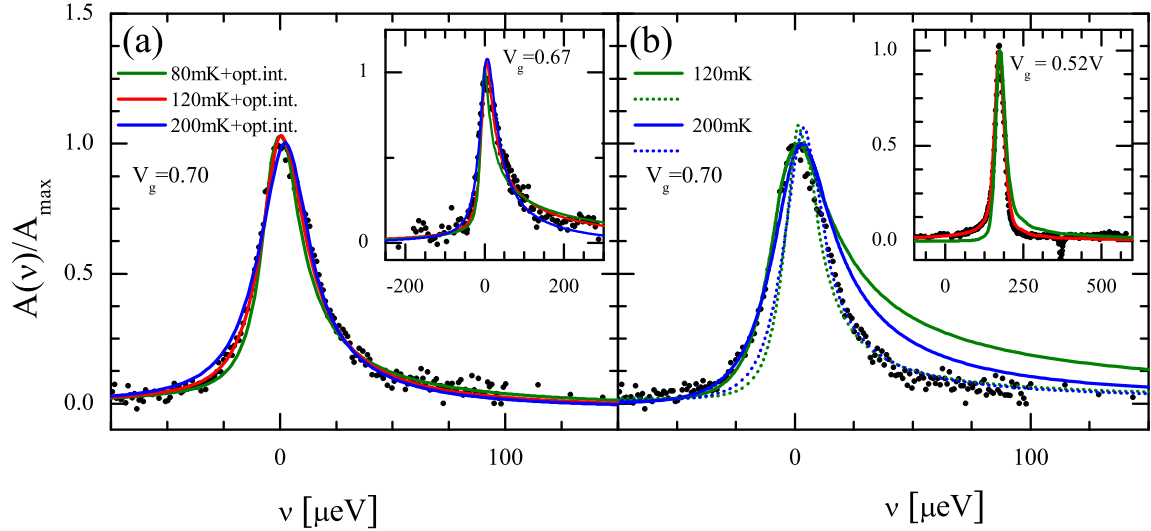 1.5
1.0
0.5
0.0
A(ν)/A_max
(a)
80mK+opt.int.
120mK+opt.int.
200mK+opt.int.
V_g=0.70
V_g=0.67
1
0
-200
0
200
0
100
ν [μeV]
(b)
120mK
200mK
V_g=0.70
V_g = 0.52V
1.0
0.5
0.0
0
250
500
0
100
ν [μeV]